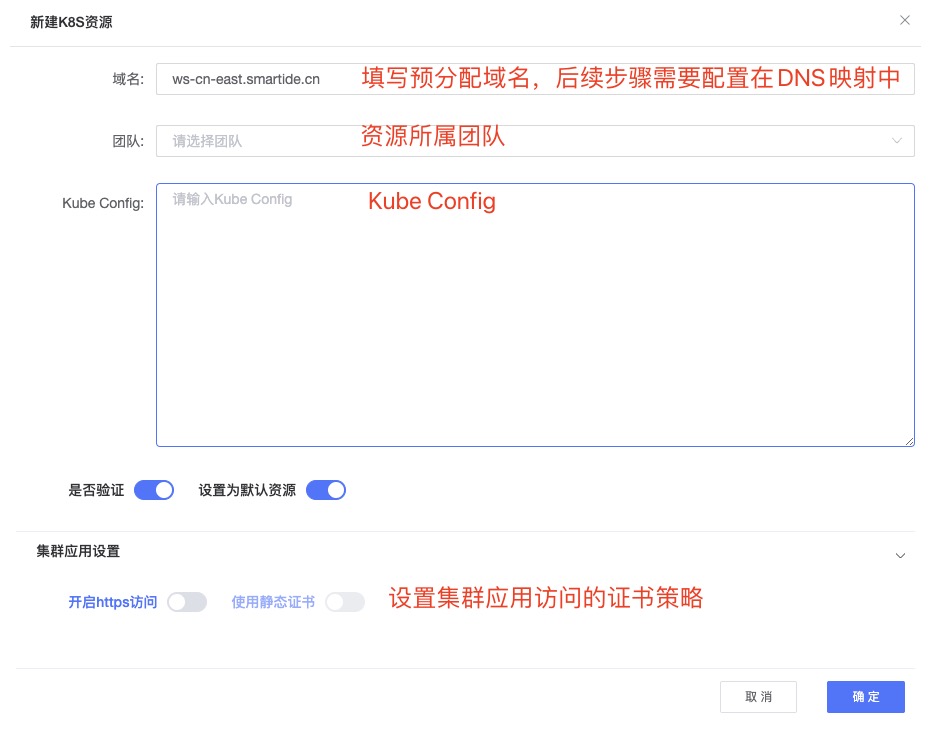 新建K8S资源
域名: ws-cn-east.smartide.cn 填写预分配域名，后续步骤需要配置在DNS映射中
团队: 请选择团队 资源所属团队
Kube Config: 请输入Kube Config Kube Config
是否验证 设置为默认资源
集群应用设置
开启https访问 使用静态证书 设置集群应用访问的证书策略
取消 确定